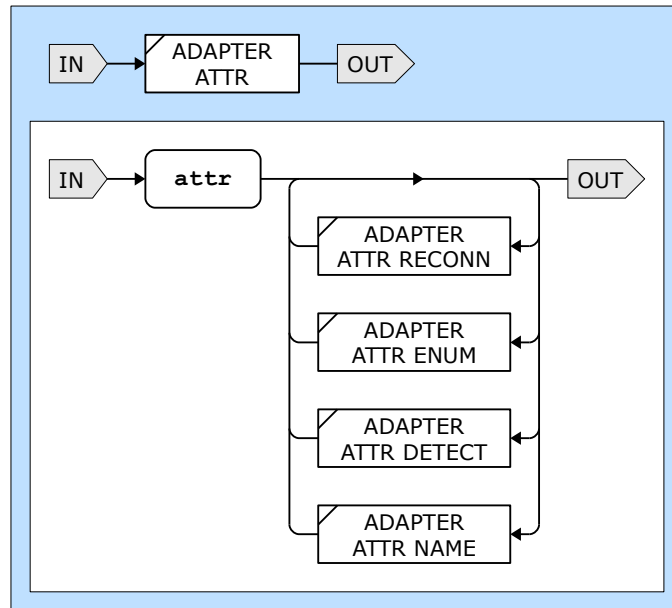 IN
ADAPTER
ATTR
OUT
IN
attr
OUT
ADAPTER
ATTR RECONN
ADAPTER
ATTR ENUM
ADAPTER
ATTR DETECT
ADAPTER
ATTR NAME